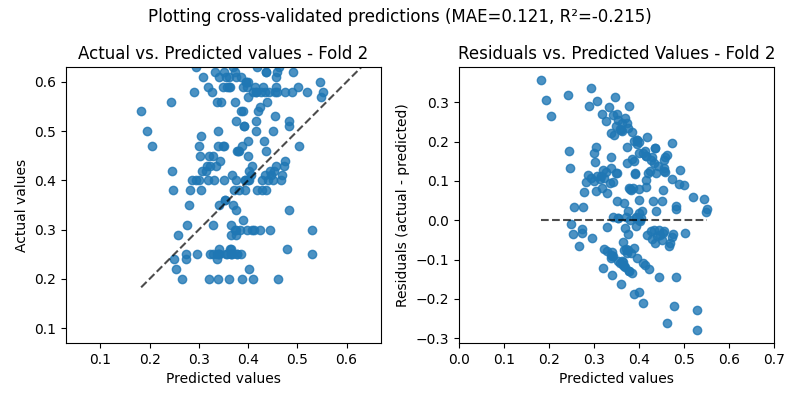 Plotting cross-validated predictions (MAE=0.121, R²=-0.215)
Actual vs. Predicted values - Fold 2
Residuals vs. Predicted Values - Fold 2
Actual values
0.6
0.5
0.4
0.3
0.2
0.1
0.1 0.2 0.3 0.4 0.5 0.6
Predicted values
Residuals (actual - predicted)
0.3
0.2
0.1
0.0
−0.1
−0.2
−0.3
0.0 0.1 0.2 0.3 0.4 0.5 0.6 0.7
Predicted values